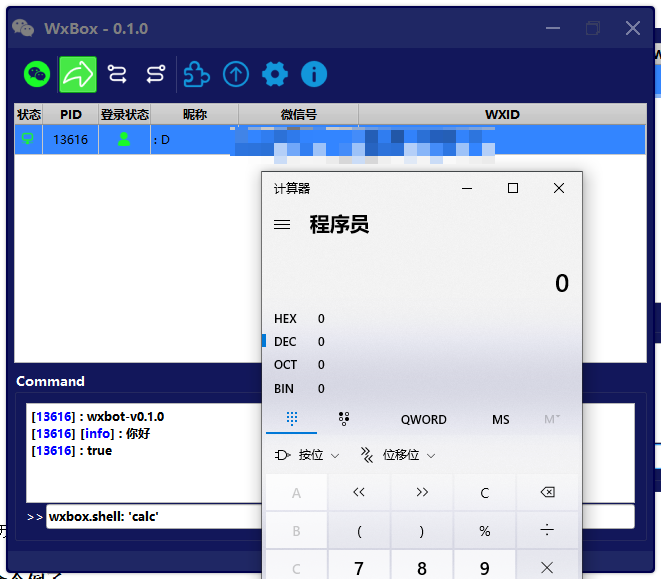 WxBox - 0.1.0
状态 PID 登录状态 昵称 微信号 WXID
13616 : D
计算器
程序员
0
HEX 0
DEC 0
OCT 0
BIN 0
QWORD MS M˅
按位 位移位
A << >> C
B ( ) % ÷
C 7 8 9 ×
Command
[13616] : wxbot-v0.1.0
[13616] [info] : 你好
[13616] : true
>> wxbox.shell: 'calc'